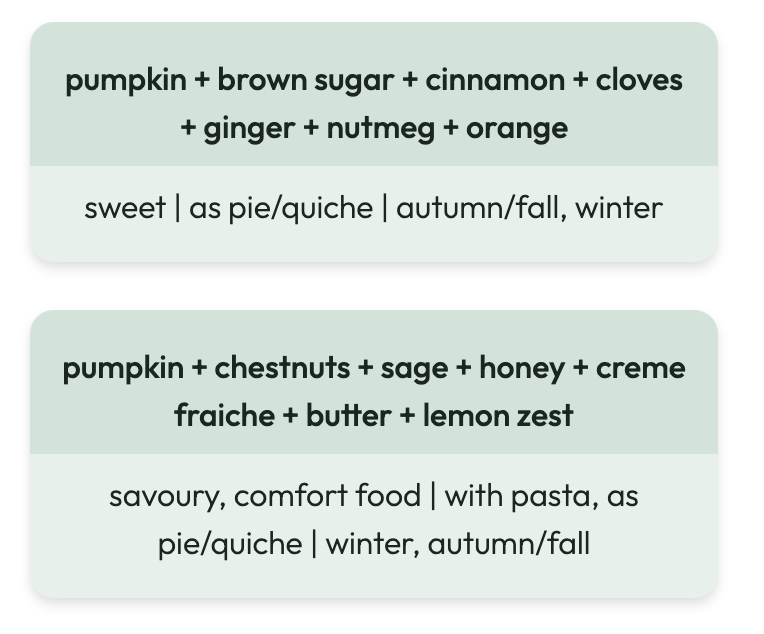 pumpkin + brown sugar + cinnamon + cloves
+ ginger + nutmeg + orange
sweet | as pie/quiche | autumn/fall, winter
pumpkin + chestnuts + sage + honey + creme
fraiche + butter + lemon zest
savoury, comfort food | with pasta, as
pie/quiche | winter, autumn/fall